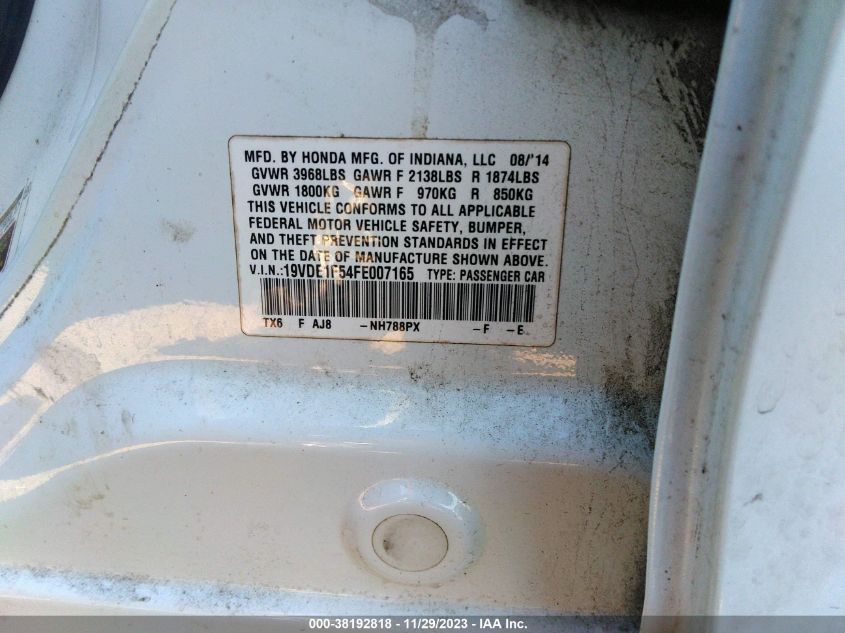 MFD. BY HONDA MFG. OF INDIANA, LLC 08/'14
GVWR 3968LBS GAWR F 2138LBS R 1874LBS
GVWR 1800KG GAWR F 970KG R 850KG
THIS VEHICLE CONFORMS TO ALL APPLICABLE
FEDERAL MOTOR VEHICLE SAFETY, BUMPER,
AND THEFT PREVENTION STANDARDS IN EFFECT
ON THE DATE OF MANUFACTURE SHOWN ABOVE.
V.I.N.:19VDE1F54FE007165 TYPE: PASSENGER CAR
TX6 F AJ8 -NH788PX -F -E
000-38192818 - 11/29/2023 - IAA Inc.